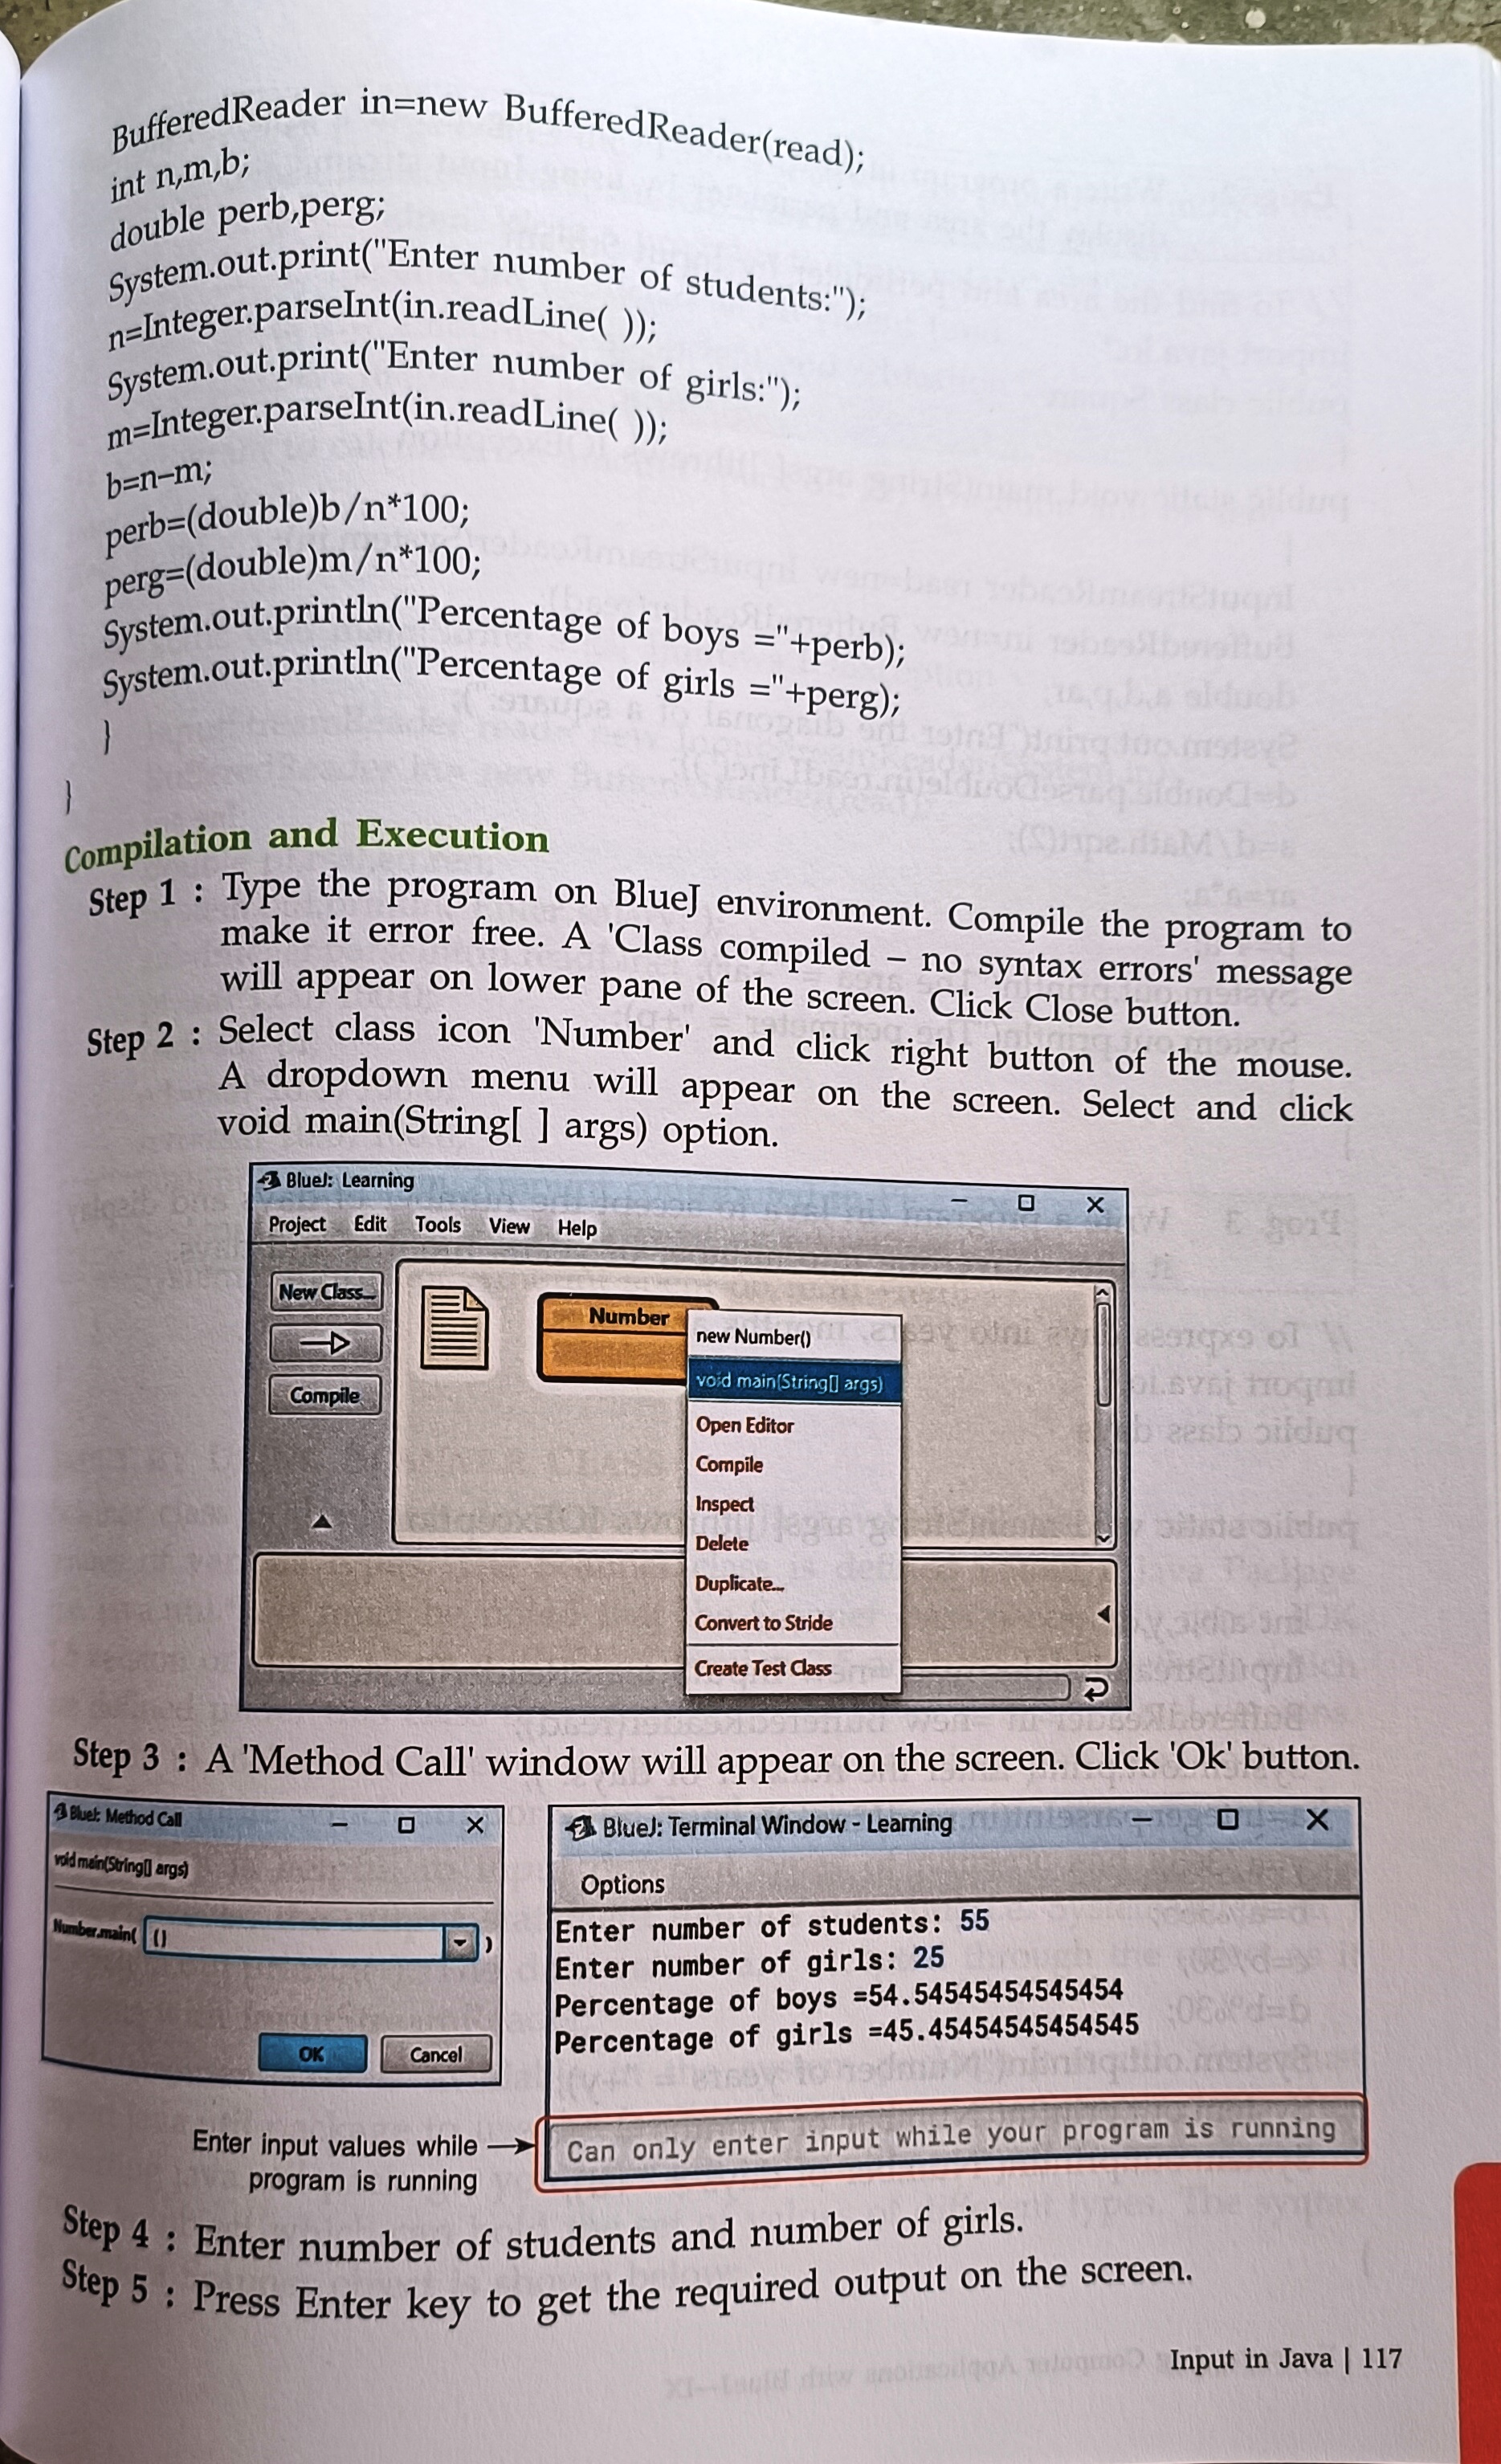 BufferedReader in=new BufferedReader(read);
int n,m,b;
double perb,perg;
System.out.print("Enter number of students:");
n=Integer.parseInt(in.readLine( ));
System.out.print("Enter number of girls:");
m=Integer.parseInt(in.readLine( ));
b=n–m;
perb=(double)b/n*100;
perg=(double)m/n*100;
System.out.println("Percentage of boys ="+perb);
System.out.println("Percentage of girls ="+perg);
}
}
Compilation and Execution
Step 1 : Type the program on BlueJ environment. Compile the program to
make it error free. A 'Class compiled – no syntax errors' message
will appear on lower pane of the screen. Click Close button.
Step 2 : Select class icon 'Number' and click right button of the mouse.
A dropdown menu will appear on the screen. Select and click
void main(String[ ] args) option.
BlueJ: Learning
Project Edit Tools View Help
New Class...
Compile
Number
new Number()
void main(String[] args)
Open Editor
Compile
Inspect
Delete
Duplicate...
Convert to Stride
Create Test Class
Step 3 : A 'Method Call' window will appear on the screen. Click 'Ok' button.
BlueJ: Method Call
void main(String[] args)
Number.main( {} )
OK Cancel
BlueJ: Terminal Window - Learning
Options
Enter number of students: 55
Enter number of girls: 25
Percentage of boys =54.54545454545454
Percentage of girls =45.45454545454545
Can only enter input while your program is running
Enter input values while
program is running
Step 4 : Enter number of students and number of girls.
Step 5 : Press Enter key to get the required output on the screen.
Input in Java | 117